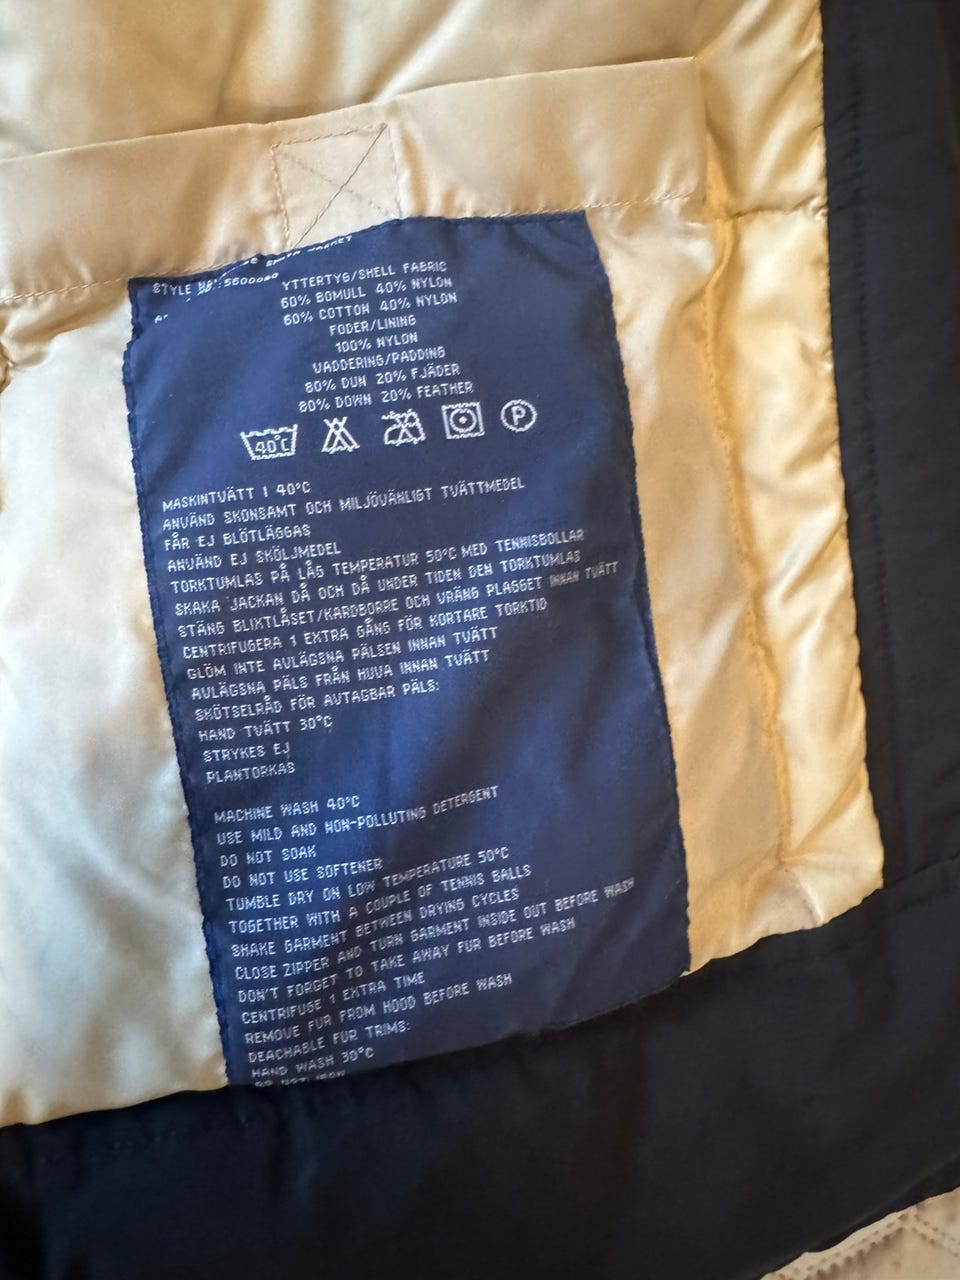 JACKET
STYLE
YTTERTYG/SHELL FABRIC
60% BOMULL 40% NYLON
60% COTTON 40% NYLON
FODER/LINING
100% NYLON
VADDERING/PADDING
80% DUN 20% FJÄDER
80% DOWN 20% FEATHER
40°C P
MASKINTVÄTT I 40°C
ANVÄND SKONSAMT OCH MILJÖVÄNLIGT TVÄTTMEDEL
FÅR EJ BLÖTLÄGGAS
ANVÄND EJ SKÖLJMEDEL
TORKTUMLAS PÅ LÅG TEMPERATUR 50°C MED TENNISBOLLAR
SKAKA JACKAN DÅ OCH DÅ UNDER TIDEN DEN TORKTUMLAS
STÄNG BLIXTLÅSET/KARDBORRE OCH VRÄNG PLAGGET INNAN TVÄTT
CENTRIFUGERA 1 EXTRA GÅNG FÖR KORTARE TORKTID
GLÖM INTE AVLÄGSNA PÄLSEN INNAN TVÄTT
AVLÄGSNA PÄLS FRÅN HUVA INNAN TVÄTT
SKÖTSELRÅD FÖR AVTAGBAR PÄLS:
HAND TVÄTT 30°C
STRYKES EJ
PLANTORKAS
MACHINE WASH 40°C
USE MILD AND NON-POLLUTING DETERGENT
DO NOT SOAK
DO NOT USE SOFTENER
TUMBLE DRY ON LOW TEMPERATURE 50°C
TOGETHER WITH A COUPLE OF TENNIS BALLS
SHAKE GARMENT BETWEEN DRYING CYCLES
CLOSE ZIPPER AND TURN GARMENT INSIDE OUT BEFORE WASH
DON'T FORGET TO TAKE AWAY FUR BEFORE WASH
CENTRIFUGE 1 EXTRA TIME
REMOVE FUR FROM HOOD BEFORE WASH
DEACHABLE FUR TRIMS:
HAND WASH 30°C
DO NOT IRON